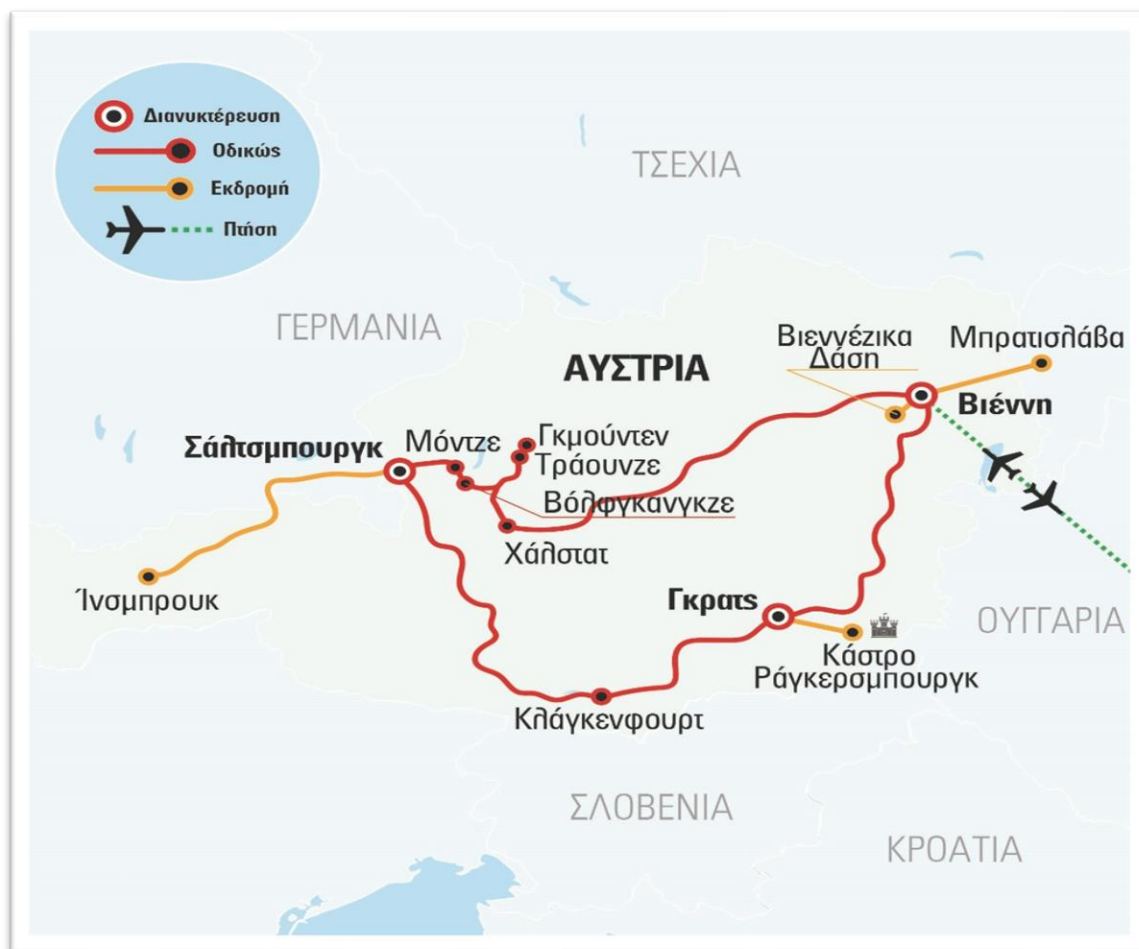 Διανυκτέρευση
Οδικώς
Εκδρομή
Πτήση
ΤΣΕΧΙΑ
ΓΕΡΜΑΝΙΑ
ΑΥΣΤΡΙΑ
Βιεννέζικα
Δάση
Μπρατισλάβα
Βιέννη
Σάλτσμπουργκ
Μόντζε
Γκμούντεν
Τράουνζε
Βόλφγκανγκζε
Χάλστατ
Ίνσμπρουκ
Γκρατς
Κάστρο
Ράγκερσμπουργκ
ΟΥΓΓΑΡΙΑ
Κλάγκενφουρτ
ΣΛΟΒΕΝΙΑ
ΚΡΟΑΤΙΑ